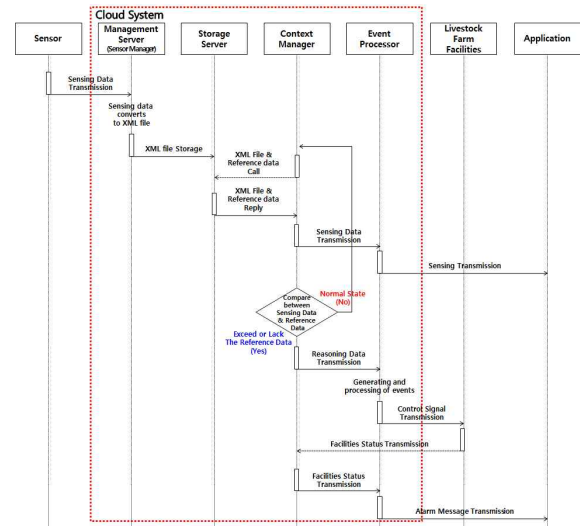 Cloud System
Sensor
Management
Server
(Sensor Manager)
Storage
Server
Context
Manager
Event
Processor
Livestock
Farm
Facilities
Application
Sensing Data
Transmission
Sensing data
converts
to XML file
XML file Storage
XML File &
Reference data
Call
XML File &
Reference data
Reply
Sensing Data
Transmission
Sensing Transmission
Normal State
(No)
Compare
between
Sensing Data
& Reference
Data
Exceed or Lack
The Reference Data
(Yes)
Reasoning Data
Transmission
Generating and
processing of events
Control Signal
Transmission
Facilities Status Transmission
Facilities Status
Transmission
Alarm Message Transmission